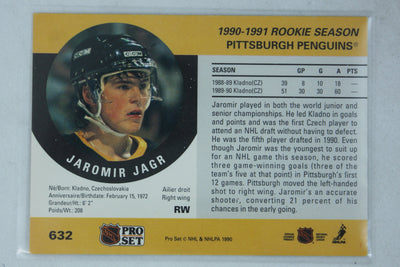 1990-1991 ROOKIE SEASON
PITTSBURGH PENGUINS®
SEASON GP G A PTS
1988-89 Kladno(CZ) 39 8 10 18
1989-90 Kladno(CZ) 51 30 30 60
JAROMIR JAGR
Né/Born: Kladno, Czechoslovakia
Anniversaire/Birthdate: February 15, 1972
Grandeur/Ht.: 6' 2"
Poids/Wt.: 208
Ailier droit
Right wing
RW
Jaromir played in both the world junior and
senior championships. He led Kladno in
goals and points and was the first Czech player to
attend an NHL draft without having to defect.
He was the fifth player drafted in 1990. Even
though Jaromir was the youngest to suit up
for an NHL game this season, he scored
three game-winning goals (three of the
team's five at that point) in Pittsburgh's first
12 games. Pittsburgh moved the left-handed
shot to right wing. Jaromir's an accurate
shooter, converting 21 percent of his
chances in the early going.
632
NHL
PRO
SET
Pro Set © NHL & NHLPA 1990
NHL
NHLPA